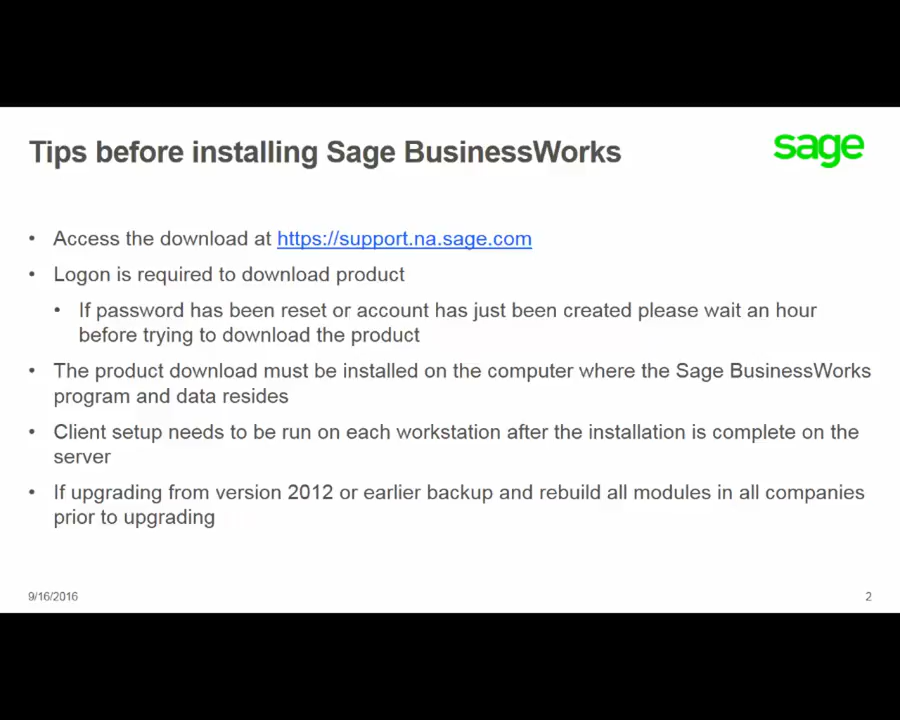 Tips before installing Sage BusinessWorks
sage
• Access the download at https://support.na.sage.com
• Logon is required to download product
• If password has been reset or account has just been created please wait an hour
before trying to download the product
• The product download must be installed on the computer where the Sage BusinessWorks
program and data resides
• Client setup needs to be run on each workstation after the installation is complete on the
server
• If upgrading from version 2012 or earlier backup and rebuild all modules in all companies
prior to upgrading
9/16/2016
2